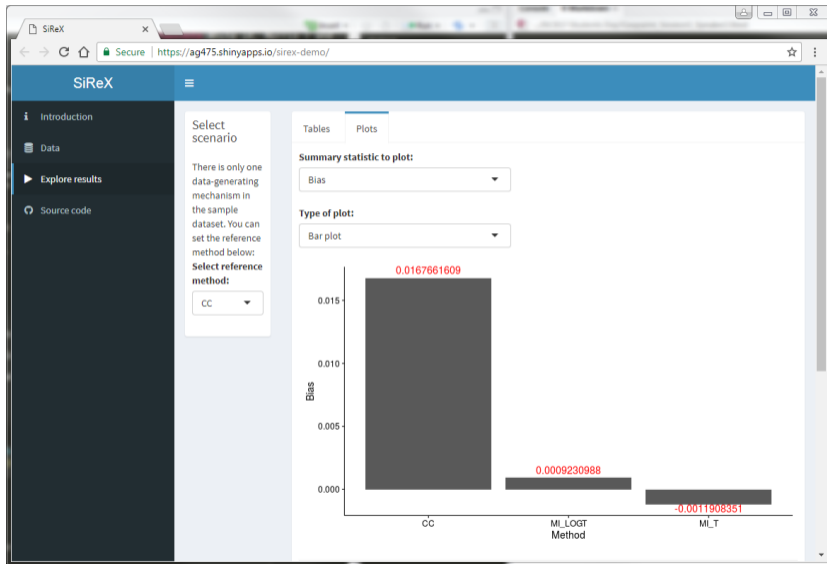 SiReX
Secure https://ag475.shinyapps.io/sirex-demo/
SiReX
Introduction
Data
Explore results
Source code
Select
scenario
There is only one
data-generating
mechanism in
the sample
dataset. You can
set the reference
method below:
Select reference
method:
CC
Tables Plots
Summary statistic to plot:
Bias
Type of plot:
Bar plot
0.0167661609
0.015
0.010
Bias
0.005
0.0009230988
0.000
-0.0011908351
CC MI_LOGT MI_T
Method